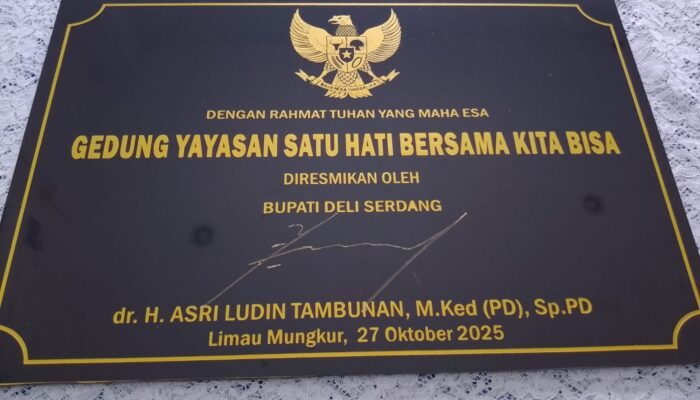 DENGAN RAHMAT TUHAN YANG MAHA ESA
GEDUNG YAYASAN SATU HATI BERSAMA KITA BISA
DIRESMIKAN OLEH
BUPATI DELI SERDANG
dr. H. ASRI LUDIN TAMBUNAN, M.Ked (PD), Sp.PD
Limau Mungkur, 27 Oktober 2025